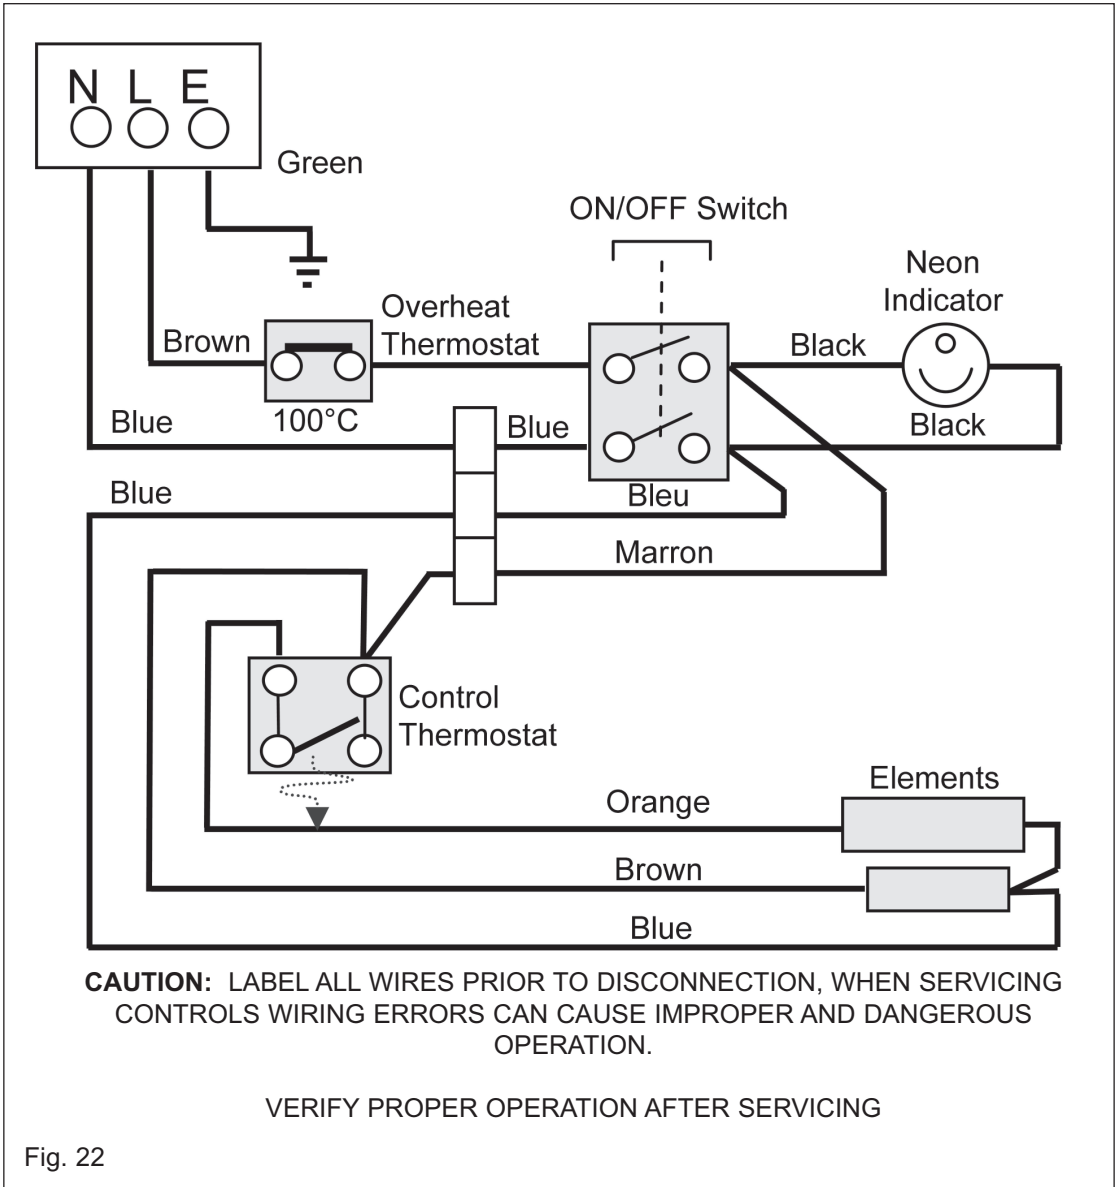 N L E
Green
ON/OFF Switch
Neon
Indicator
Overheat
Thermostat
Brown
Black
100°C
Blue
Blue
Black
Blue
Bleu
Marron
Control
Thermostat
Elements
Orange
Brown
Blue
CAUTION: LABEL ALL WIRES PRIOR TO DISCONNECTION, WHEN SERVICING
CONTROLS WIRING ERRORS CAN CAUSE IMPROPER AND DANGEROUS
OPERATION.
VERIFY PROPER OPERATION AFTER SERVICING
Fig. 22